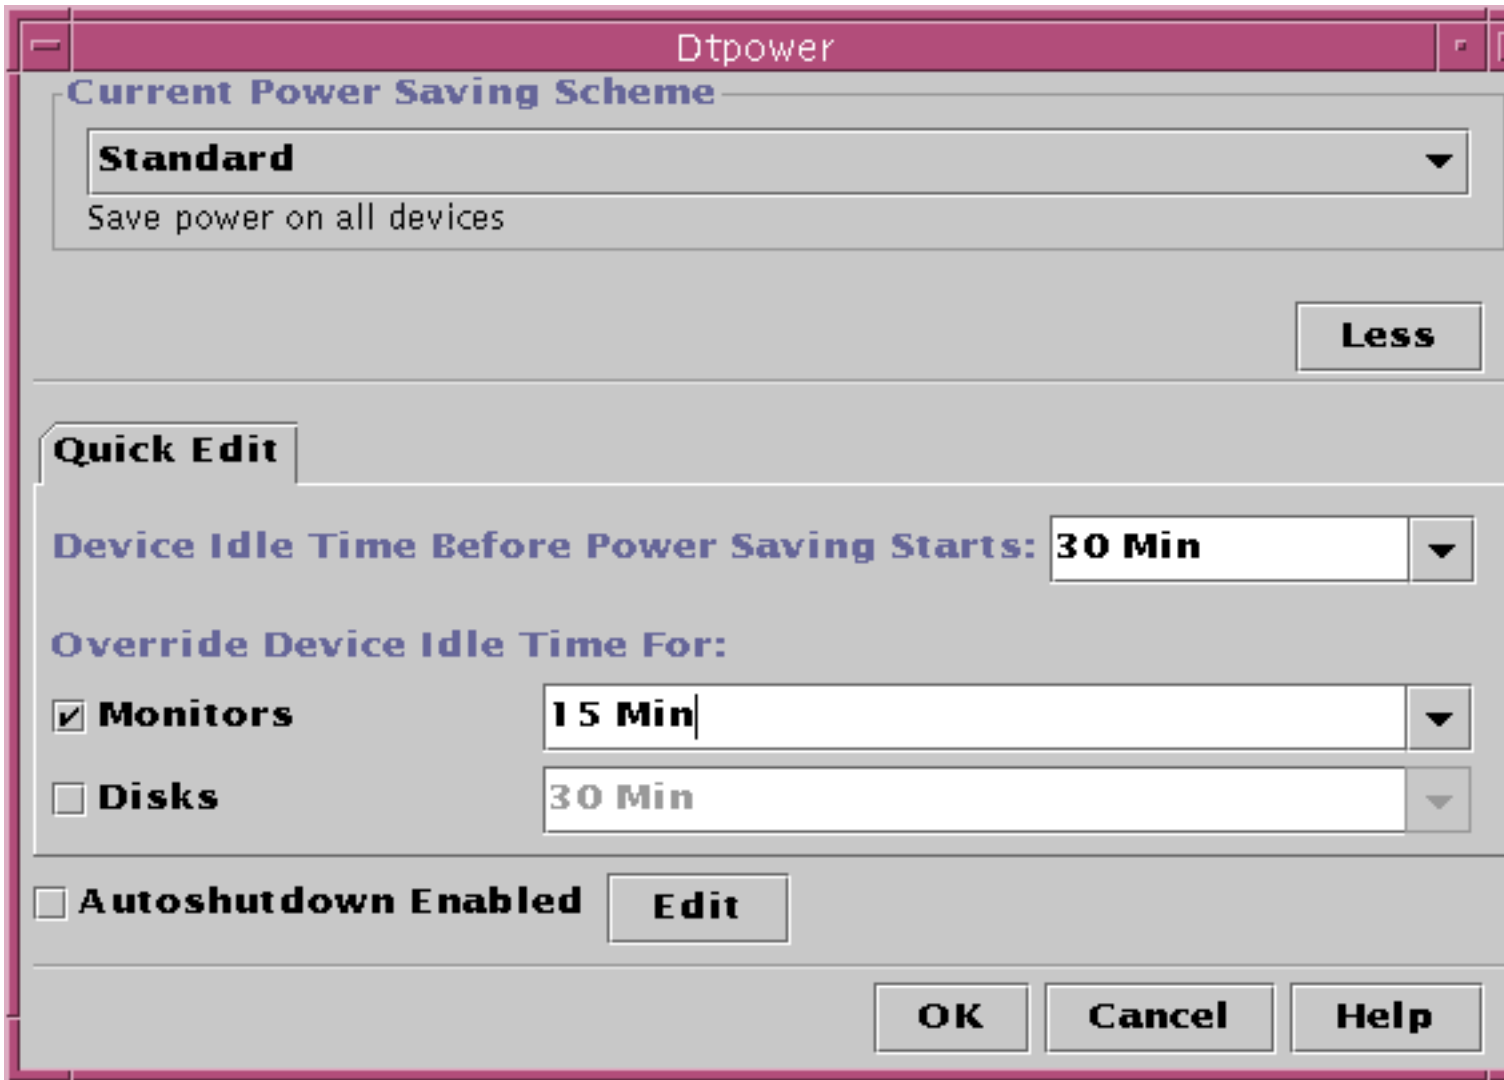 Dtpower
Current Power Saving Scheme
Standard
Save power on all devices
Less
Quick Edit
Device Idle Time Before Power Saving Starts: 30 Min
Override Device Idle Time For:
Monitors 15 Min
Disks 30 Min
Autoshutdown Enabled Edit
OK Cancel Help